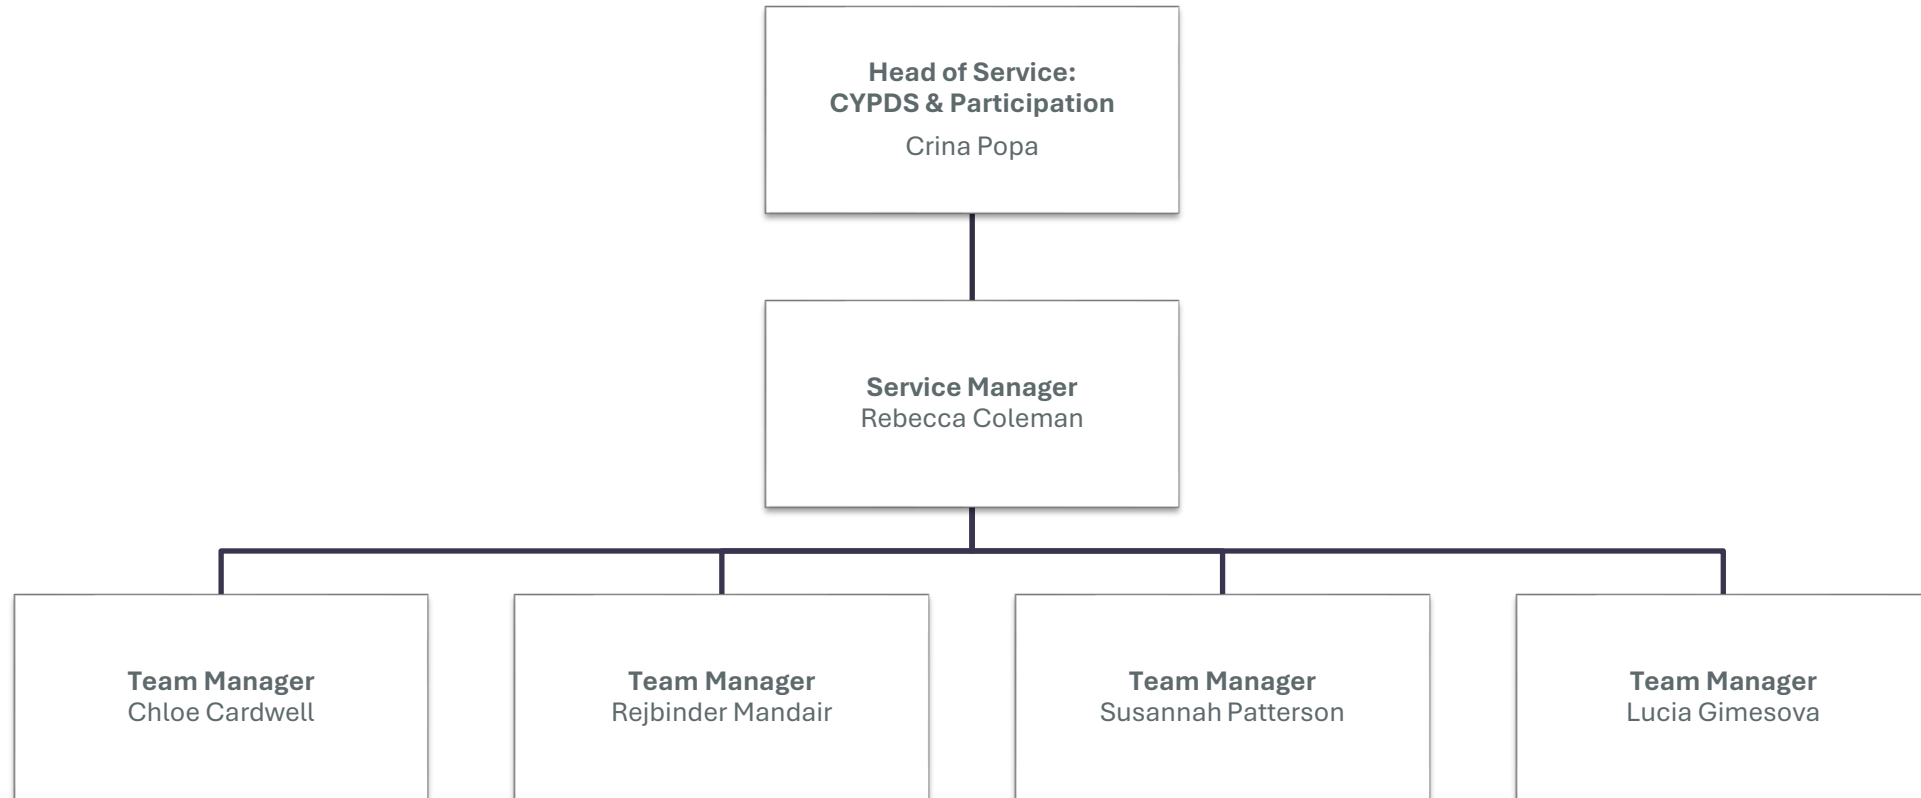 Head of Service:
CYPDS & Participation
Crina Popa
Service Manager
Rebecca Coleman
Team Manager
Chloe Cardwell
Team Manager
Rejbinder Mandair
Team Manager
Susannah Patterson
Team Manager
Lucia Gimesova